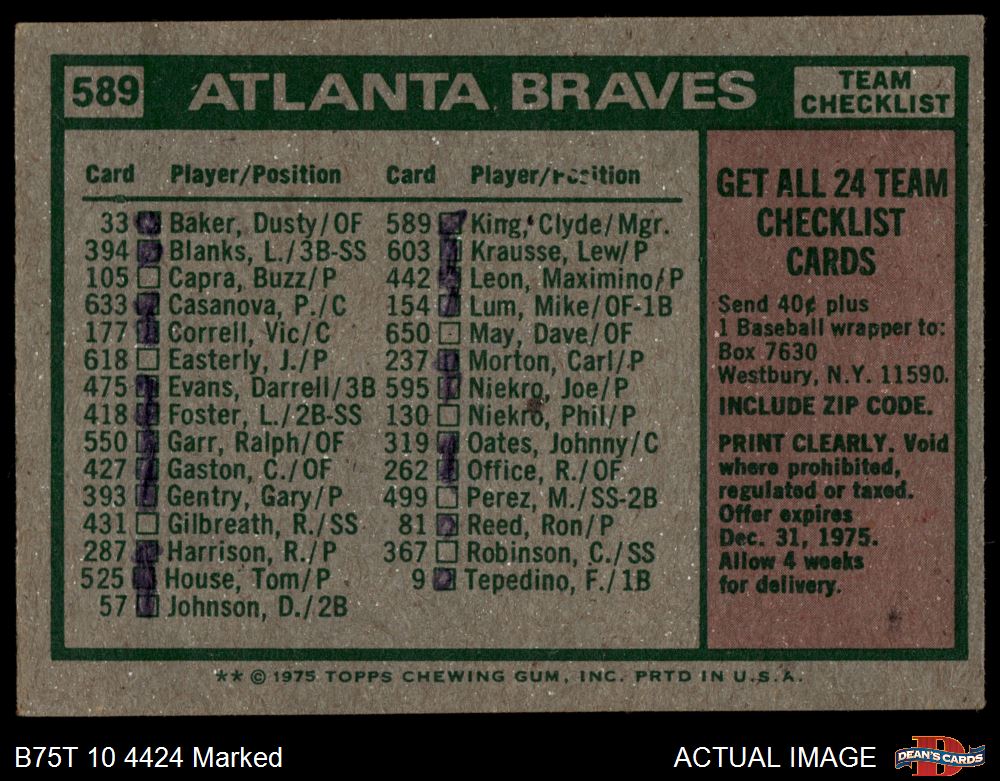 589 ATLANTA BRAVES TEAM CHECKLIST
Card Player/Position
33 Baker, Dusty/OF
394 Blanks, L./3B-SS
105 Capra, Buzz/P
633 Casanova, P./C
177 Correll, Vic/C
618 Easterly, J./P
475 Evans, Darrell/3B
418 Foster, L./2B-SS
550 Garr, Ralph/OF
427 Gaston, C./OF
393 Gentry, Gary/P
431 Gilbreath, R./SS
287 Harrison, R./P
525 House, Tom/P
57 Johnson, D./2B
Card Player/Position
589 King, Clyde/Mgr.
603 Krausse, Lew/P
442 Leon, Maximino/P
154 Lum, Mike/OF-1B
650 May, Dave/OF
237 Morton, Carl/P
595 Niekro, Joe/P
130 Niekro, Phil/P
319 Oates, Johnny/C
262 Office, R./OF
499 Perez, M./SS-2B
81 Reed, Ron/P
367 Robinson, C./SS
9 Tepedino, F./1B
GET ALL 24 TEAM
CHECKLIST
CARDS
Send 40¢ plus
1 Baseball wrapper to:
Box 7630
Westbury, N.Y. 11590.
INCLUDE ZIP CODE.
PRINT CLEARLY. Void
where prohibited,
regulated or taxed.
Offer expires
Dec. 31, 1975.
Allow 4 weeks
for delivery.
** © 1975 TOPPS CHEWING GUM, INC. PRTD IN U.S.A.
B75T 10 4424 Marked
ACTUAL IMAGE
D
DEAN'S CARDS